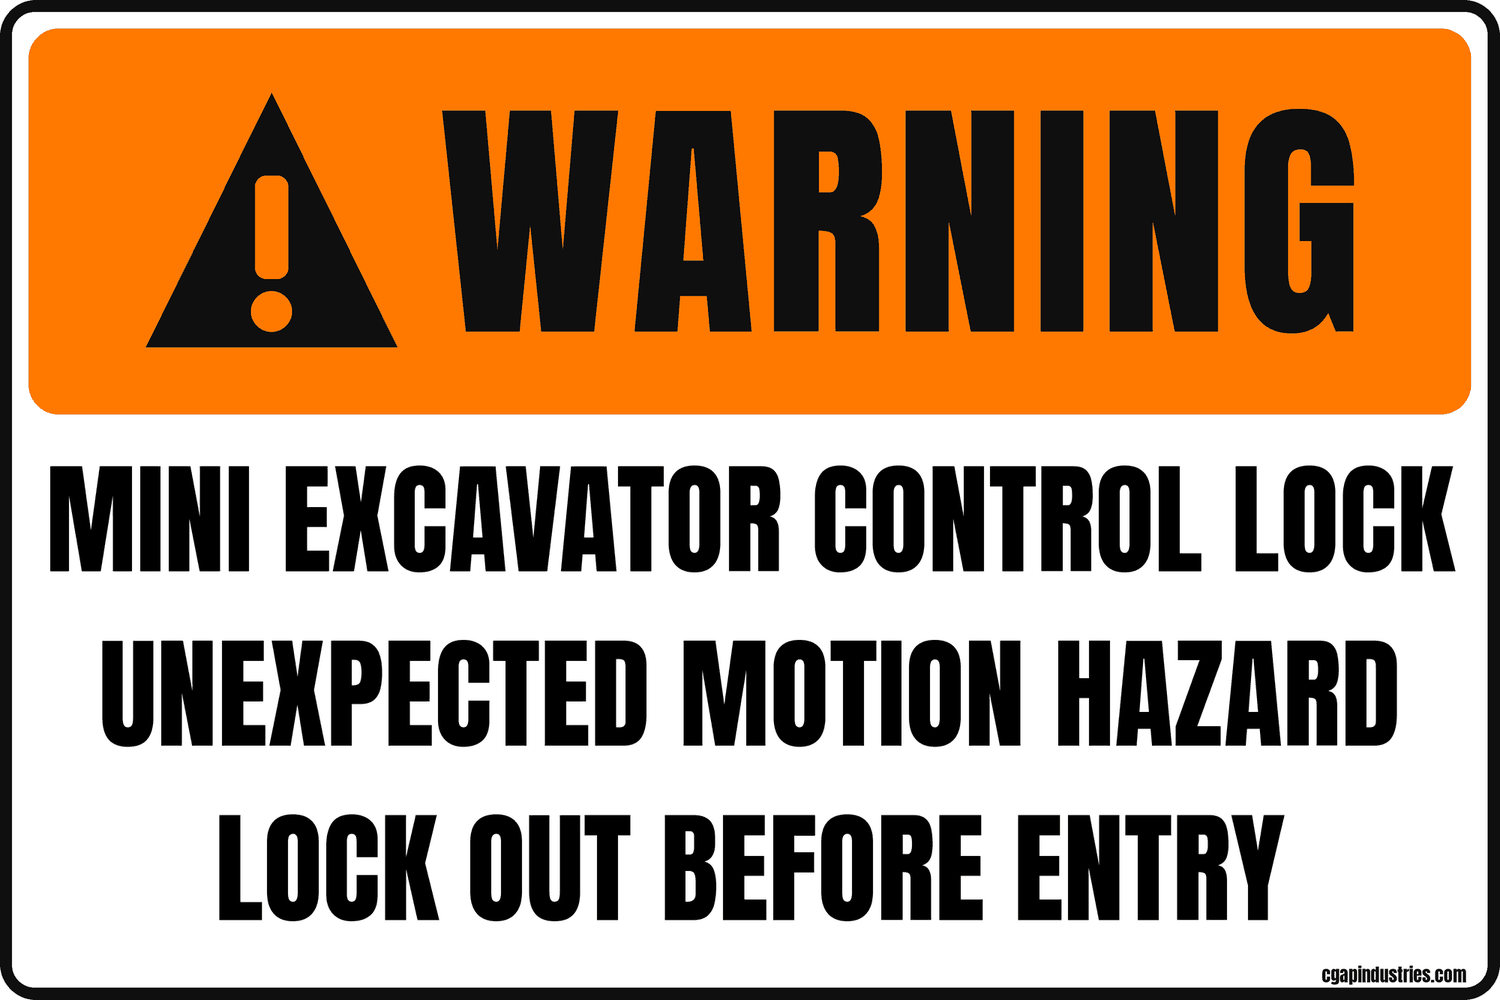 WARNING
MINI EXCAVATOR CONTROL LOCK
UNEXPECTED MOTION HAZARD
LOCK OUT BEFORE ENTRY
cgapindustries.com